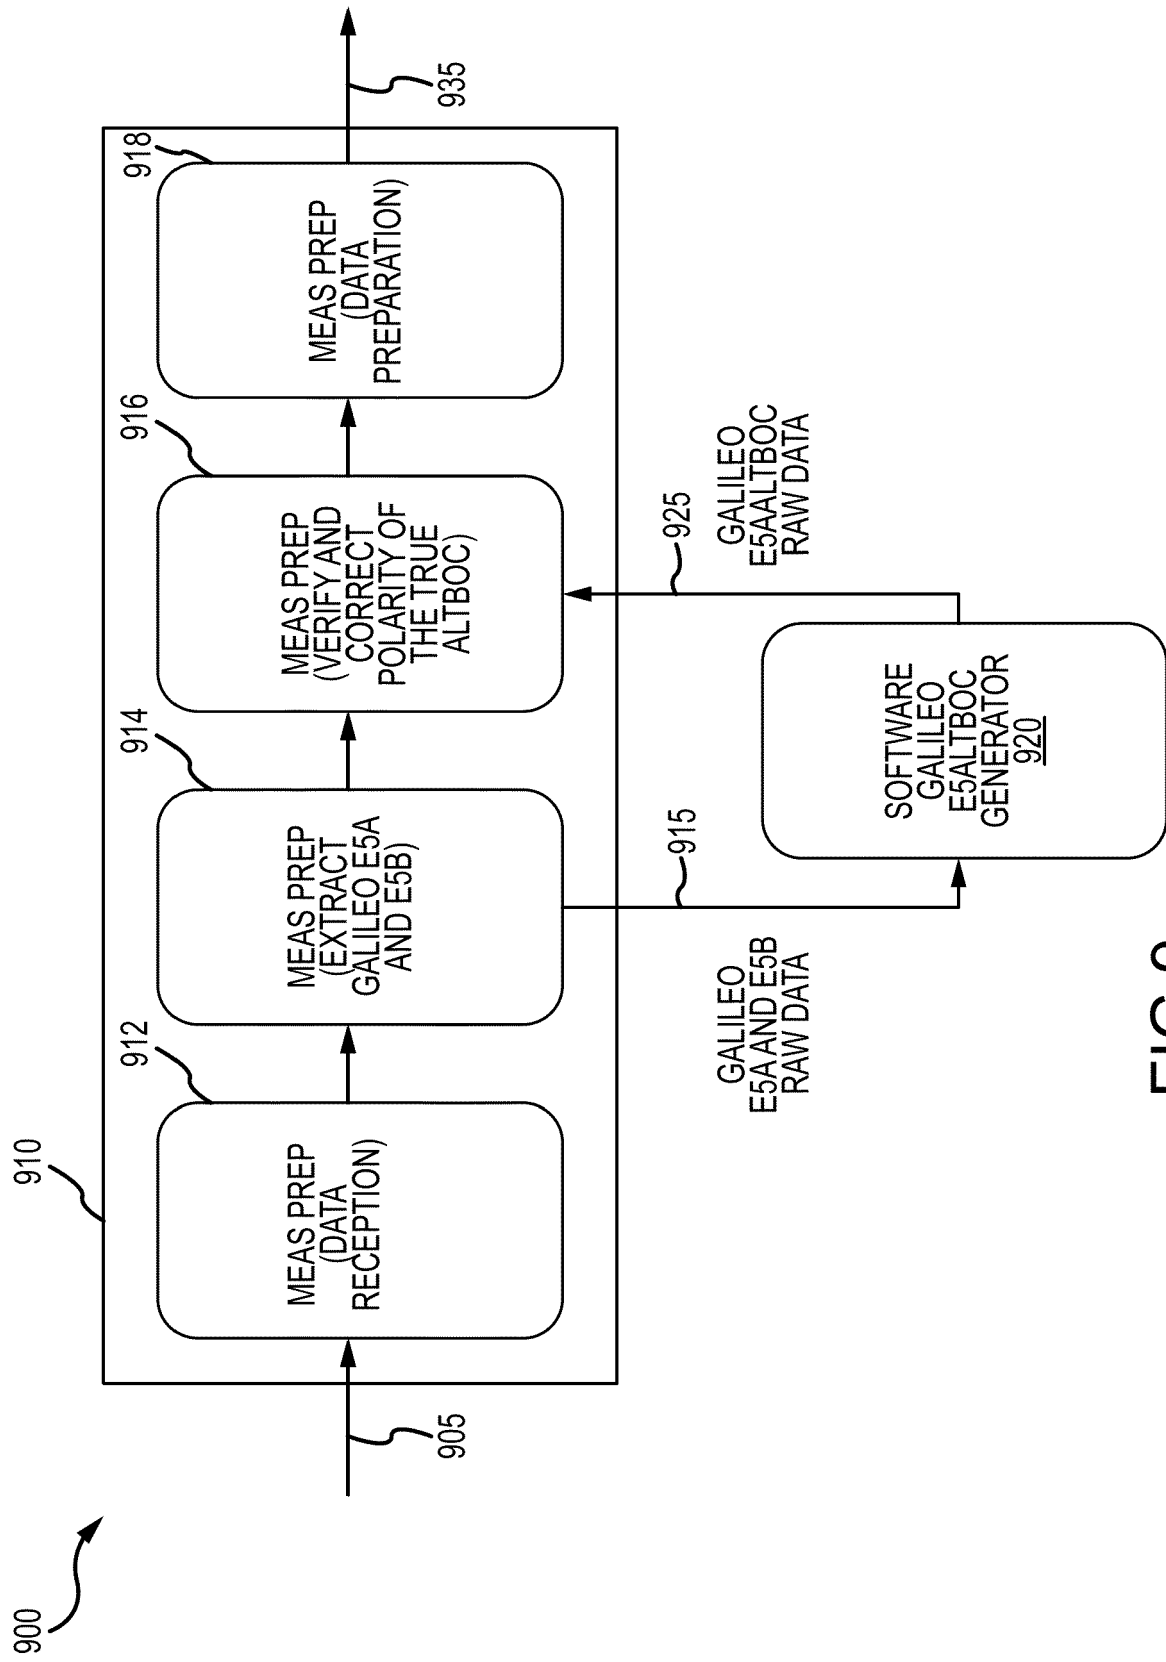 900
910
912
914
916
918
905
935
MEAS PREP
(DATA
RECEPTION)
MEAS PREP
(EXTRACT
GALILEO E5A
AND E5B)
MEAS PREP
(VERIFY AND
CORRECT
POLARITY OF
THE TRUE
ALTBOC)
MEAS PREP
(DATA
PREPARATION)
915
925
GALILEO
E5A AND E5B
RAW DATA
GALILEO
E5AALTBOC
RAW DATA
SOFTWARE
GALILEO
E5ALTBOC
GENERATOR
920
FIG